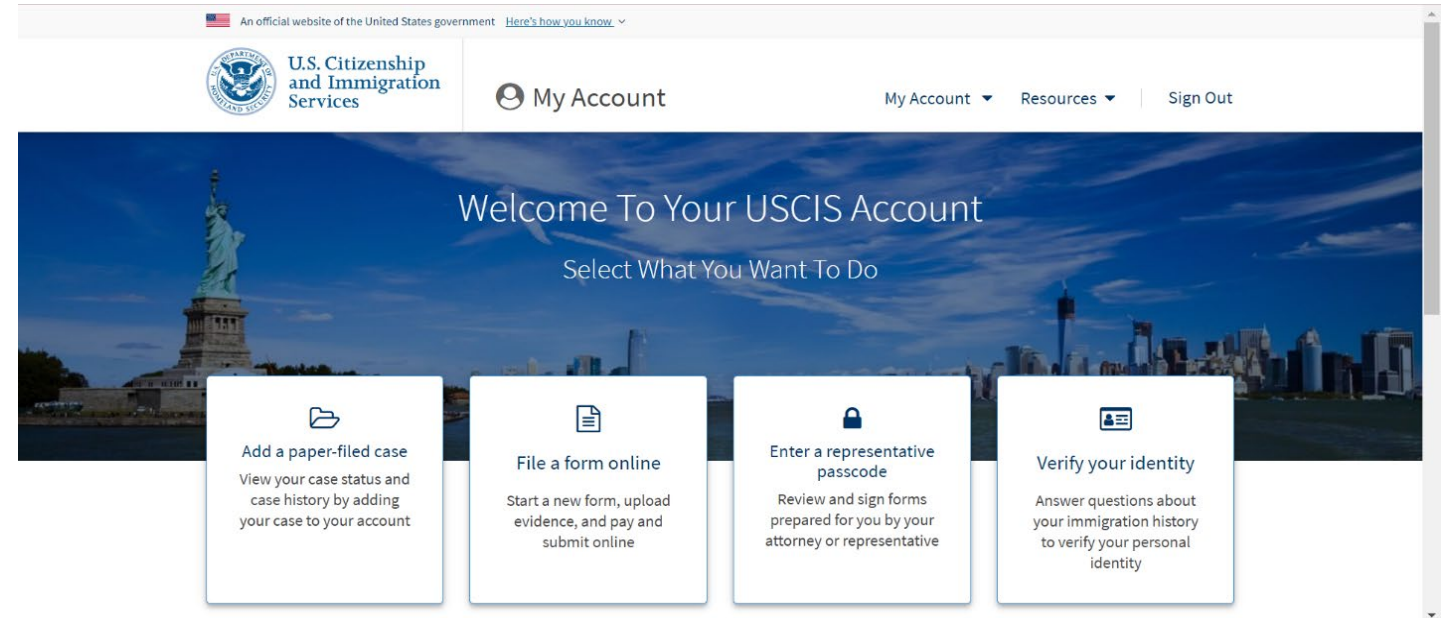 An official website of the United States government Here's how you know
U.S. Citizenship
and Immigration
Services
My Account
My Account
Resources
Sign Out
Welcome To Your USCIS Account
Select What You Want To Do
Add a paper-filed case
View your case status and
case history by adding
your case to your account
File a form online
Start a new form, upload
evidence, and pay and
submit online
Enter a representative
passcode
Review and sign forms
prepared for you by your
attorney or representative
Verify your identity
Answer questions about
your immigration history
to verify your personal
identity